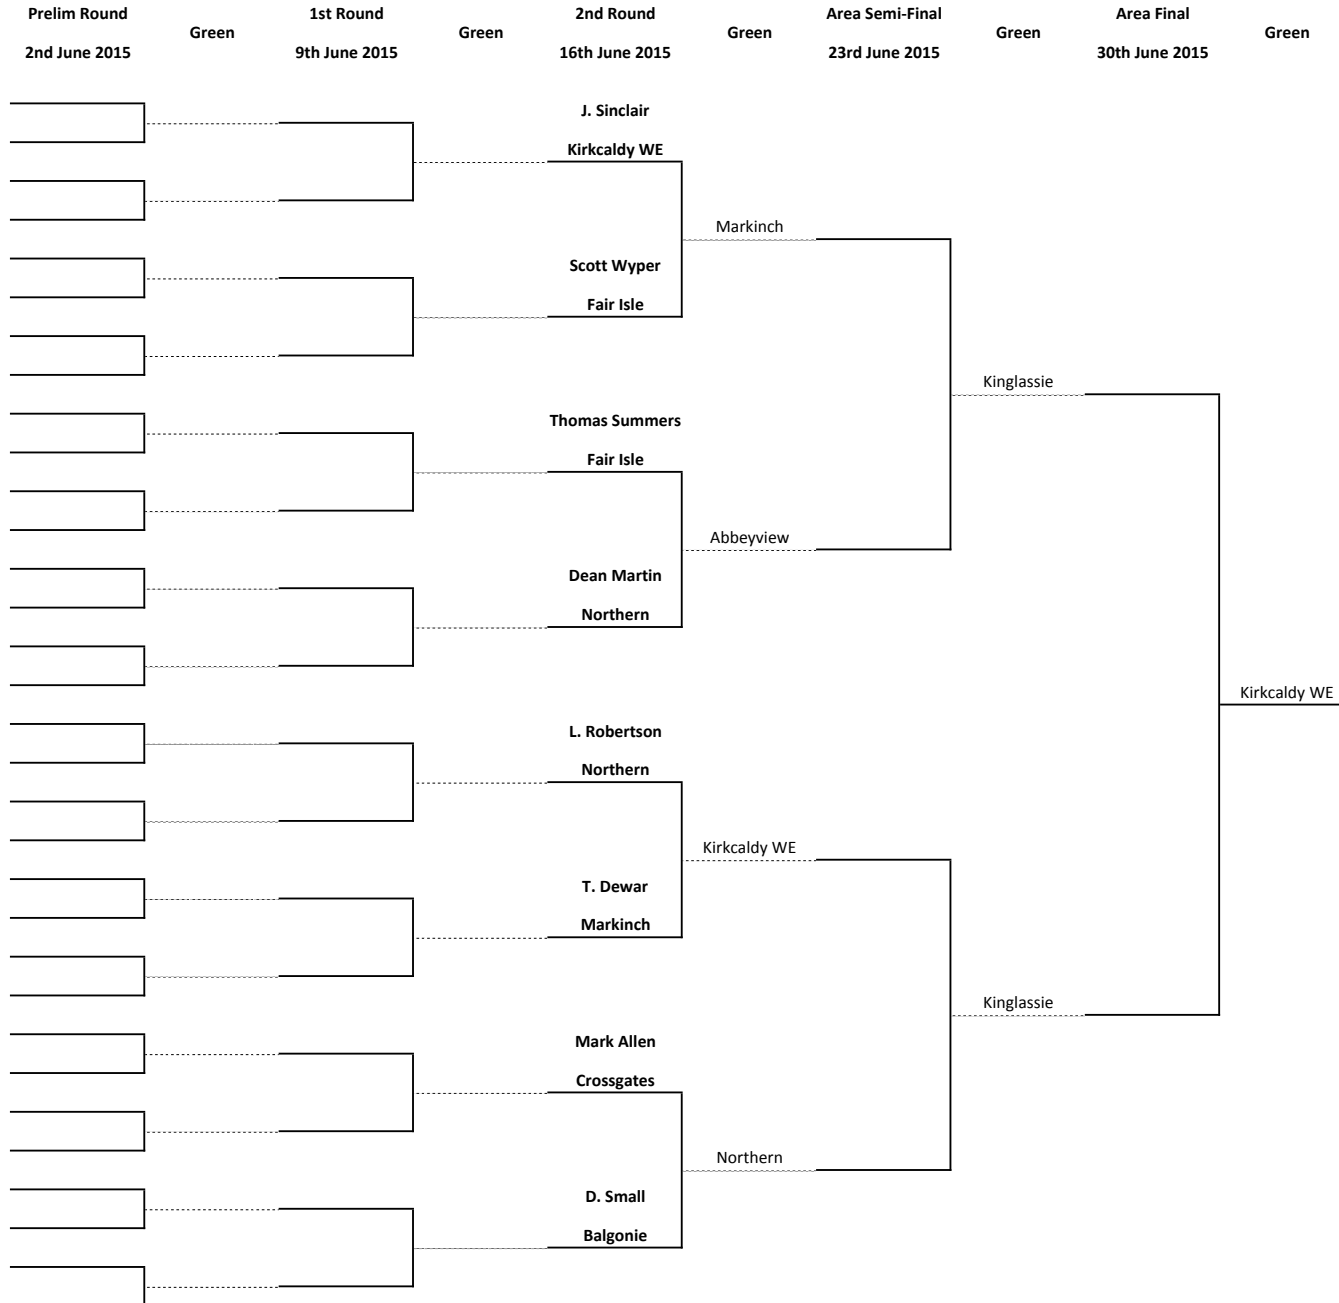 Prelim Round
2nd June 2015
Green
1st Round
9th June 2015
Green
2nd Round
16th June 2015
Green
Area Semi-Final
23rd June 2015
Green
Area Final
30th June 2015
Green
J. Sinclair
Kirkcaldy WE
Markinch
Scott Wyper
Fair Isle
Kinglassie
Thomas Summers
Fair Isle
Abbeyview
Dean Martin
Northern
Kirkcaldy WE
L. Robertson
Northern
Kirkcaldy WE
T. Dewar
Markinch
Kinglassie
Mark Allen
Crossgates
Northern
D. Small
Balgonie